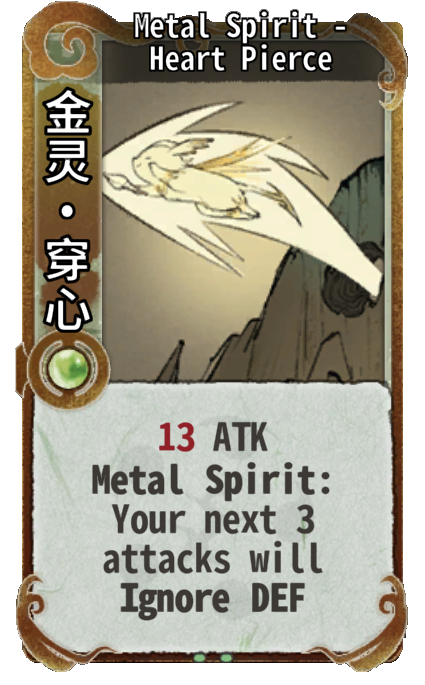 Metal Spirit -
Heart Pierce
金灵・穿心
13 ATK
Metal Spirit:
Your next 3
attacks will
Ignore DEF